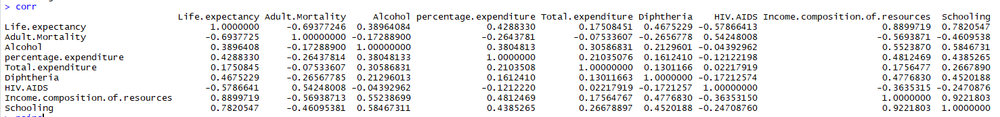 > corr
Life.expectancy Adult.Mortality Alcohol percentage.expenditure Total.expenditure Diphtheria HIV.AIDS Income.composition.of.resources Schooling
Life.expectancy 1.0000000 -0.69377246 0.38964084 0.4288330 0.17508451 0.4675229 -0.57866413 0.8899719 0.7820547
Adult.Mortality -0.6937725 1.00000000 -0.17288900 -0.2643781 -0.07533607 -0.2656778 0.54248008 -0.5693871 -0.4609538
Alcohol 0.3896408 -0.17288900 1.00000000 0.3804813 0.30586831 0.2129601 -0.04392962 0.5523870 0.5846731
percentage.expenditure 0.4288330 -0.26437814 0.38048133 1.0000000 0.21035076 0.1612410 -0.12122198 0.4812469 0.4385265
Total.expenditure 0.1750845 -0.07533607 0.30586831 0.2103508 1.00000000 0.1301166 0.02217919 0.1756477 0.2667890
Diphtheria 0.4675229 -0.26567785 0.21296013 0.1612410 0.13011663 1.0000000 -0.17212574 0.4776830 0.4520188
HIV.AIDS -0.5786641 0.54248008 -0.04392962 -0.1212220 0.02217919 -0.1721257 1.00000000 -0.3635315 -0.2470876
Income.composition.of.resources 0.8899719 -0.56938713 0.55238699 0.4812469 0.17564767 0.4776830 -0.36353150 1.0000000 0.9221803
Schooling 0.7820547 -0.46095381 0.58467311 0.4385265 0.26678897 0.4520188 -0.24708760 0.9221803 1.0000000